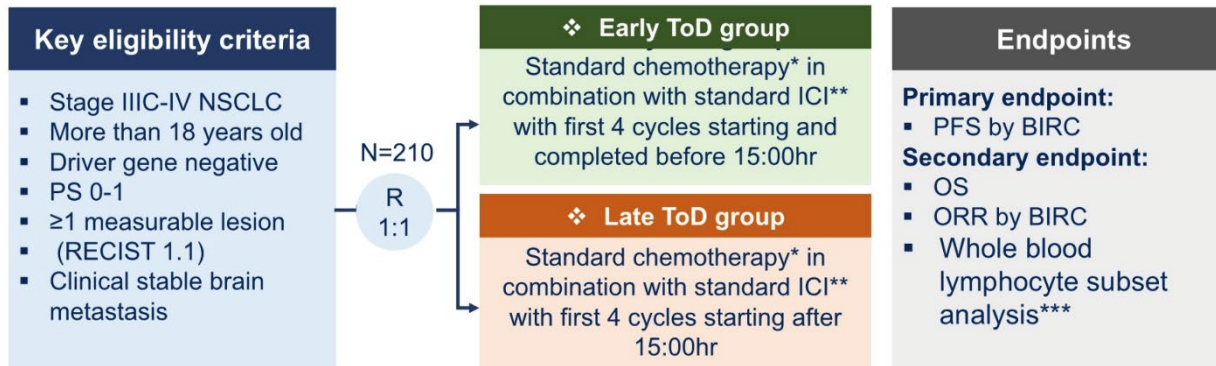 Key eligibility criteria
▪ Stage IIIC-IV NSCLC
▪ More than 18 years old
▪ Driver gene negative
▪ PS 0-1
▪ ≥1 measurable lesion
▪ (RECIST 1.1)
▪ Clinical stable brain
metastasis
N=210
R
1:1
❖ Early ToD group
Standard chemotherapy* in
combination with standard ICI**
with first 4 cycles starting and
completed before 15:00hr
❖ Late ToD group
Standard chemotherapy* in
combination with standard ICI**
with first 4 cycles starting after
15:00hr
Endpoints
Primary endpoint:
▪ PFS by BIRC
Secondary endpoint:
▪ OS
▪ ORR by BIRC
▪ Whole blood
lymphocyte subset
analysis***